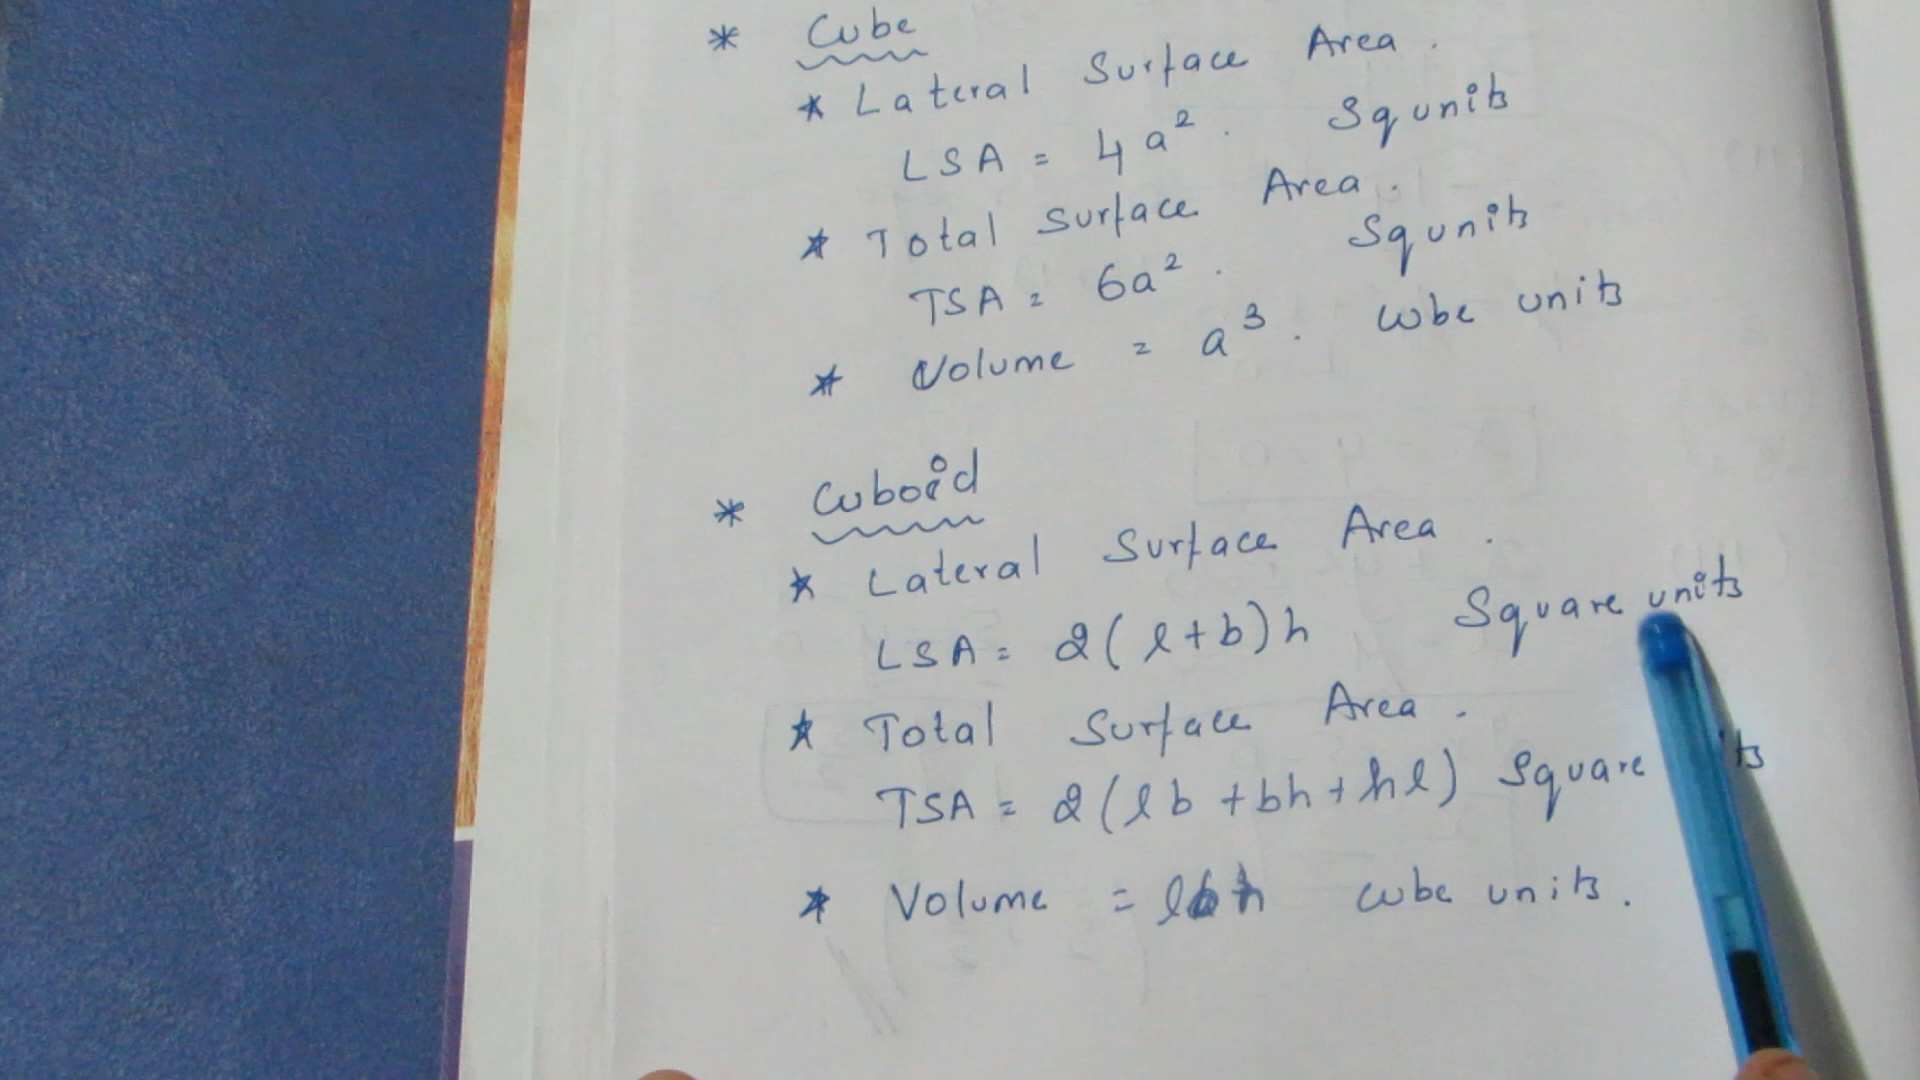 * Cube
* Lateral Surface Area.
LSA = 4a². Sq units
* Total Surface Area.
TSA = 6a². Sq units
* Volume = a³. cube units
* Cuboid
* Lateral Surface Area.
LSA = 2(l+b)h Square units
* Total Surface Area.
TSA = 2(lb+bh+hl) Square
* Volume = lbh cube units.